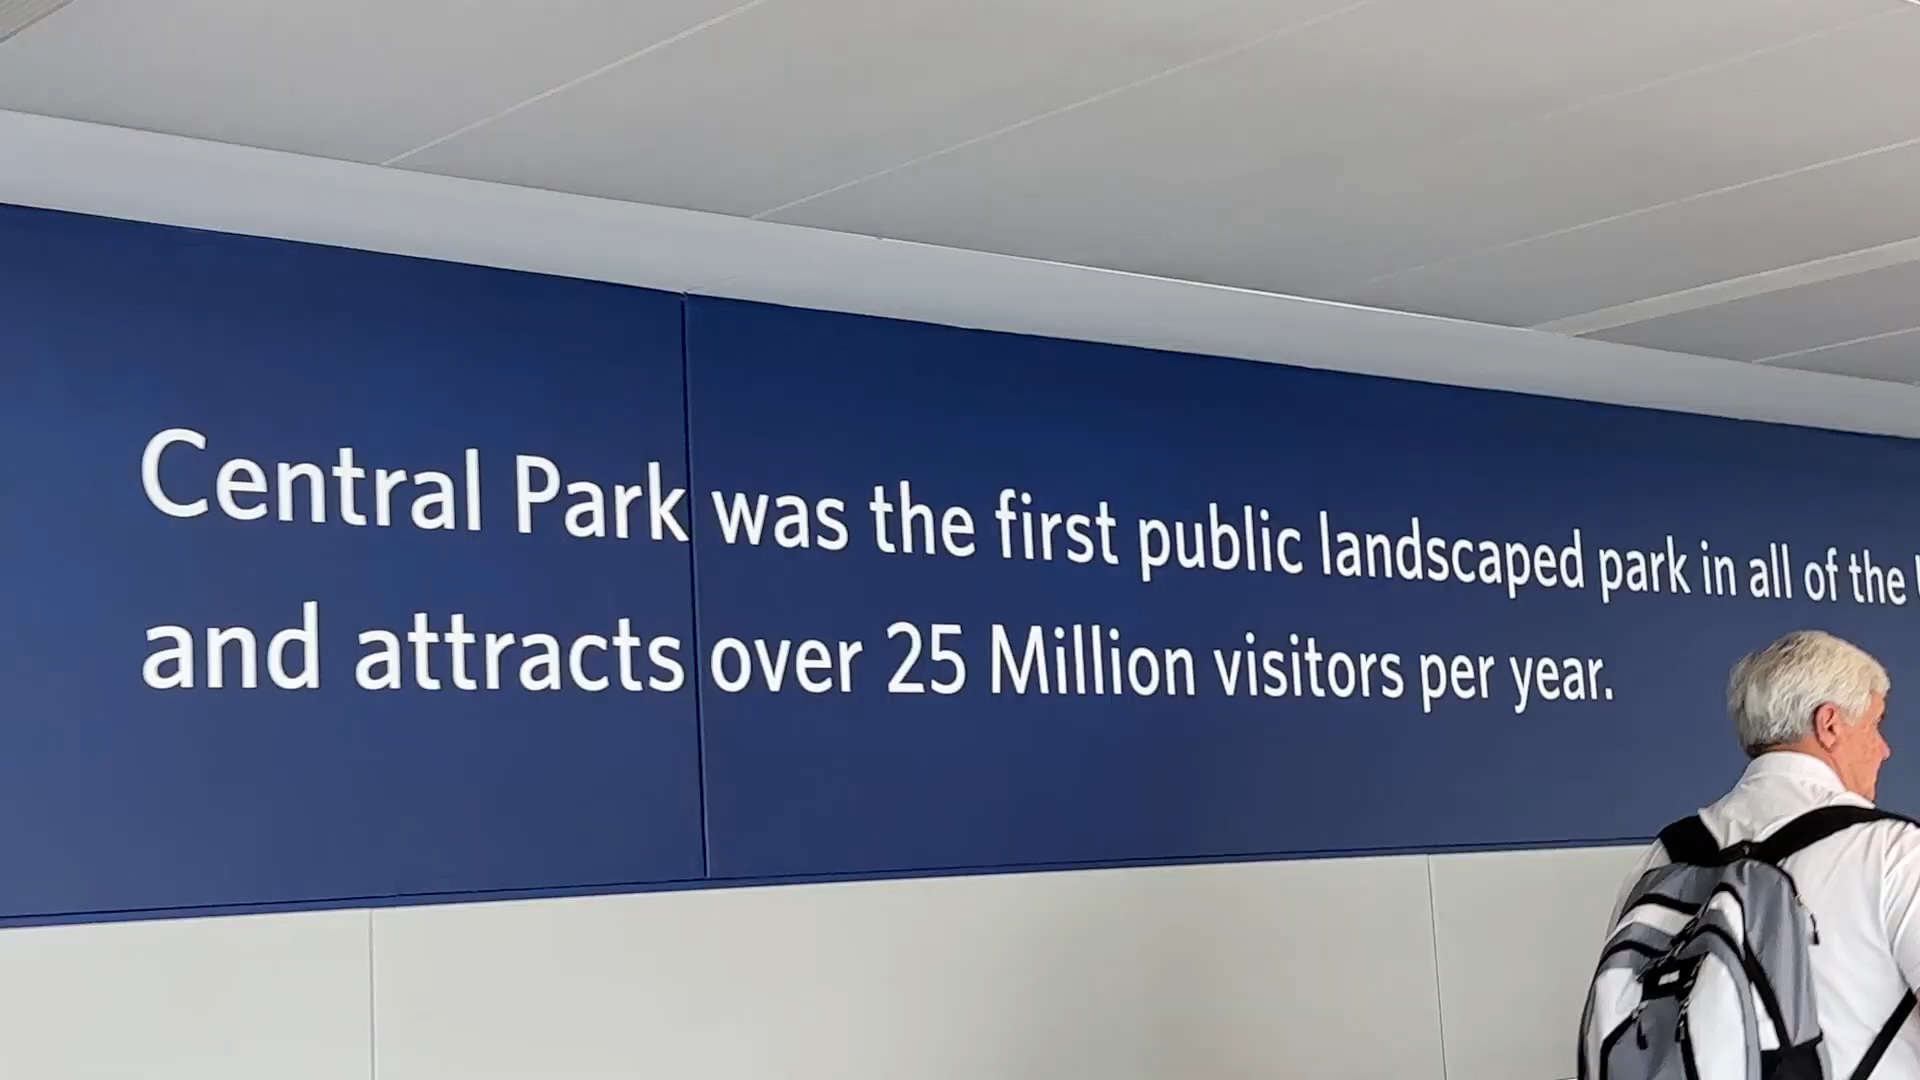 Central Park was the first public landscaped park in all of the
and attracts over 25 Million visitors per year.